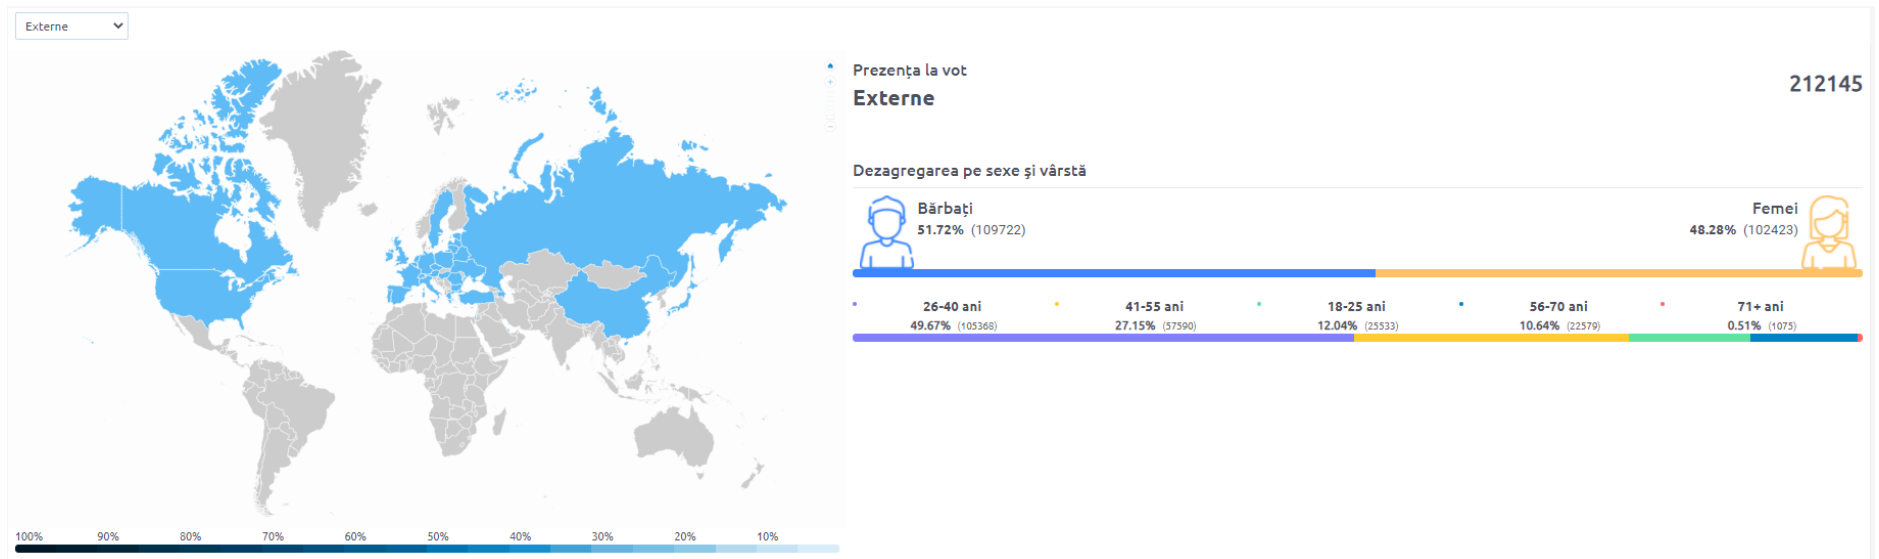 Externe
100% 90% 80% 70% 60% 50% 40% 30% 20% 10%
Prezența la vot
Externe
212145
Dezagregarea pe sexe și vârstă
Bărbați
51.72% (109722)
Femei
48.28% (102423)
26-40 ani
49.67% (105368)
41-55 ani
27.15% (57590)
18-25 ani
12.04% (25533)
56-70 ani
10.64% (22579)
71+ ani
0.51% (1075)